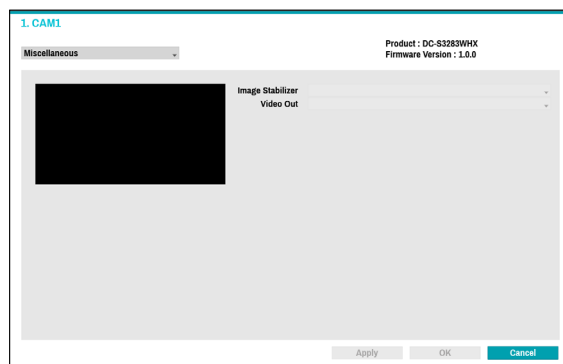 1. CAM1
Miscellaneous
Product : DC-S3283WHX
Firmware Version : 1.0.0
Image Stabilizer
Video Out
Apply OK Cancel